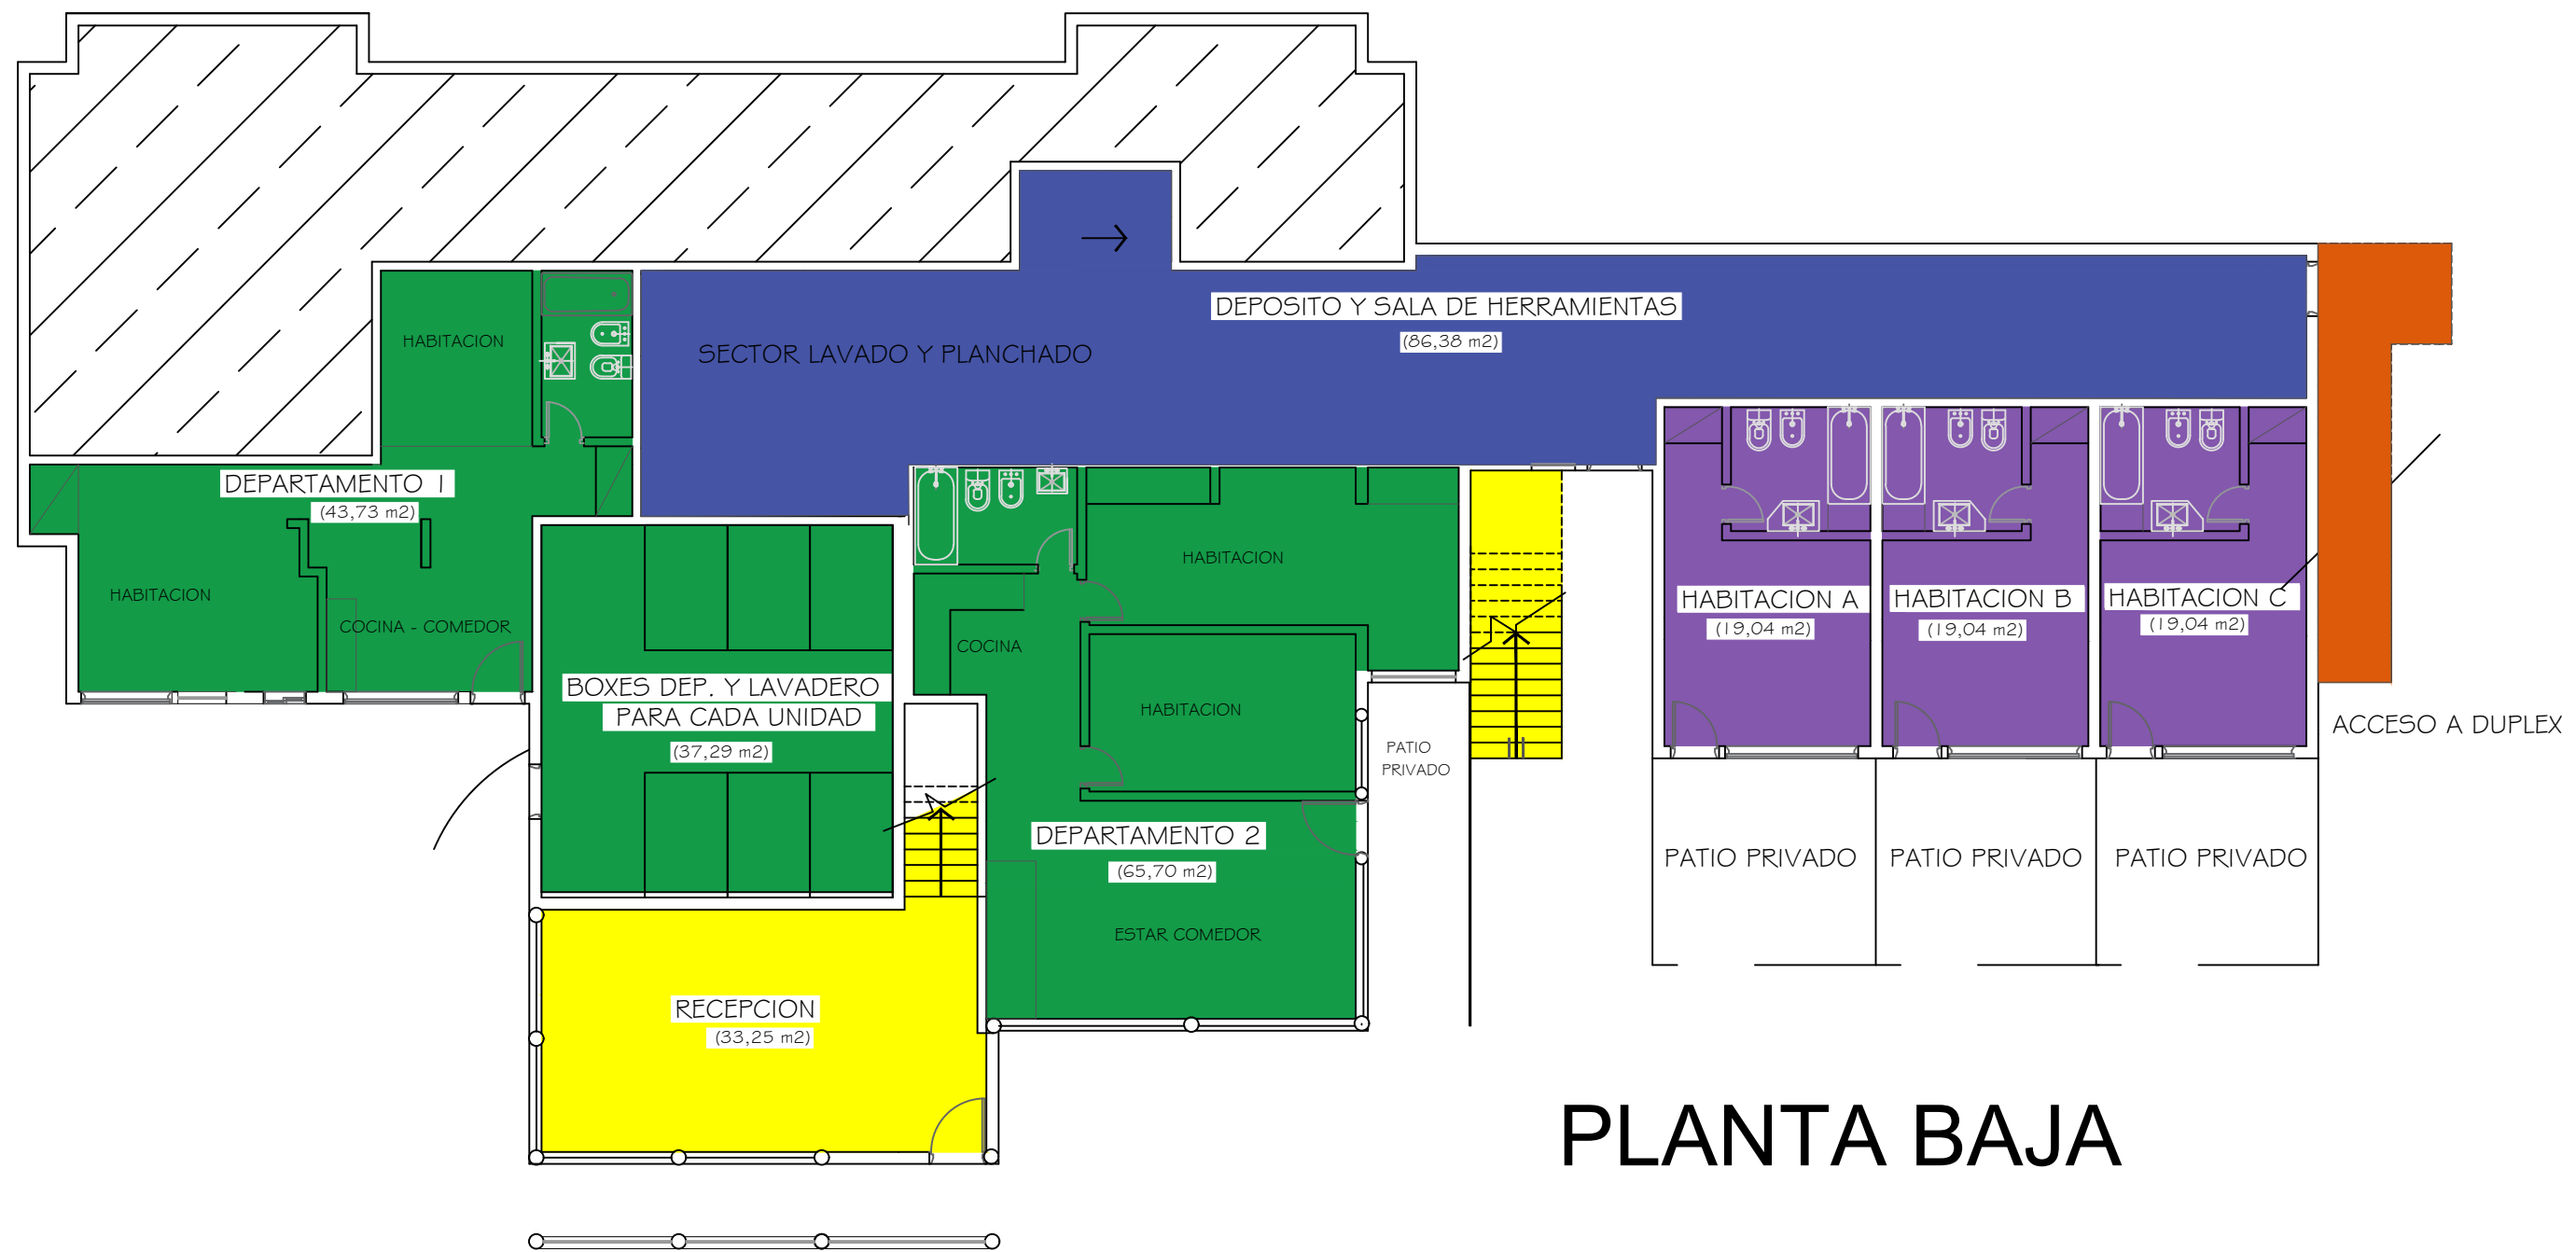 DEPOSITO Y SALA DE HERRAMIENTAS
(86,38 m2)
SECTOR LAVADO Y PLANCHADO
HABITACION
DEPARTAMENTO 1
(43,73 m2)
HABITACION
COCINA - COMEDOR
BOXES DEP. Y LAVADERO
PARA CADA UNIDAD
(37,29 m2)
HABITACION
COCINA
HABITACION
PATIO
PRIVADO
DEPARTAMENTO 2
(65,70 m2)
ESTAR COMEDOR
RECEPCION
(33,25 m2)
HABITACION A
(19,04 m2)
HABITACION B
(19,04 m2)
HABITACION C
(19,04 m2)
ACCESO A DUPLEX
PATIO PRIVADO
PATIO PRIVADO
PATIO PRIVADO
PLANTA BAJA